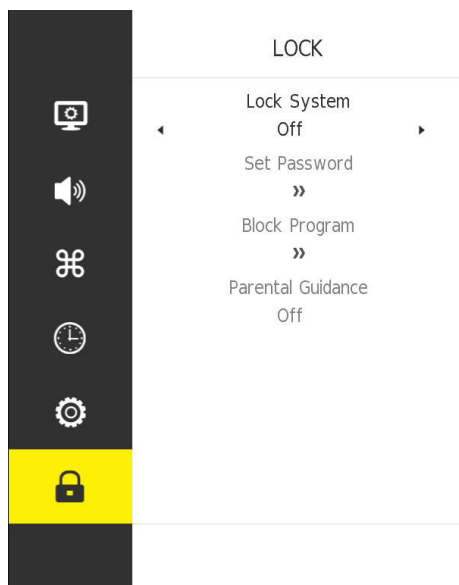 LOCK
Lock System
Off
Set Password
»
Block Program
»
Parental Guidance
Off